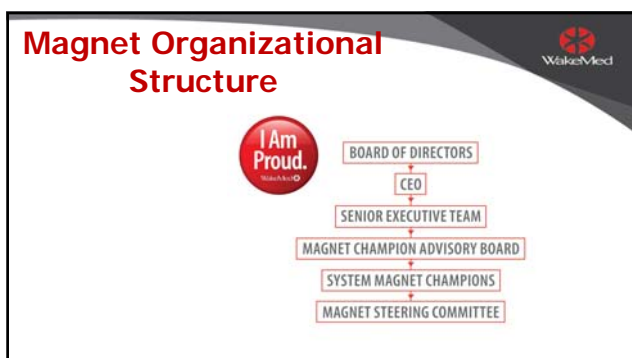 Magnet Organizational
Structure
WakeMed
I Am
Proud.
WakeMed
BOARD OF DIRECTORS
CEO
SENIOR EXECUTIVE TEAM
MAGNET CHAMPION ADVISORY BOARD
SYSTEM MAGNET CHAMPIONS
MAGNET STEERING COMMITTEE